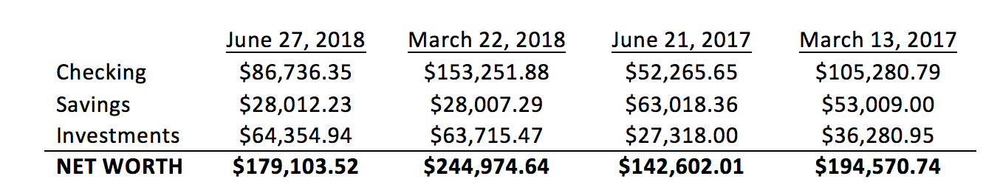 June 27, 2018 March 22, 2018 June 21, 2017 March 13, 2017
Checking $86,736.35 $153,251.88 $52,265.65 $105,280.79
Savings $28,012.23 $28,007.29 $63,018.36 $53,009.00
Investments $64,354.94 $63,715.47 $27,318.00 $36,280.95
NET WORTH $179,103.52 $244,974.64 $142,602.01 $194,570.74